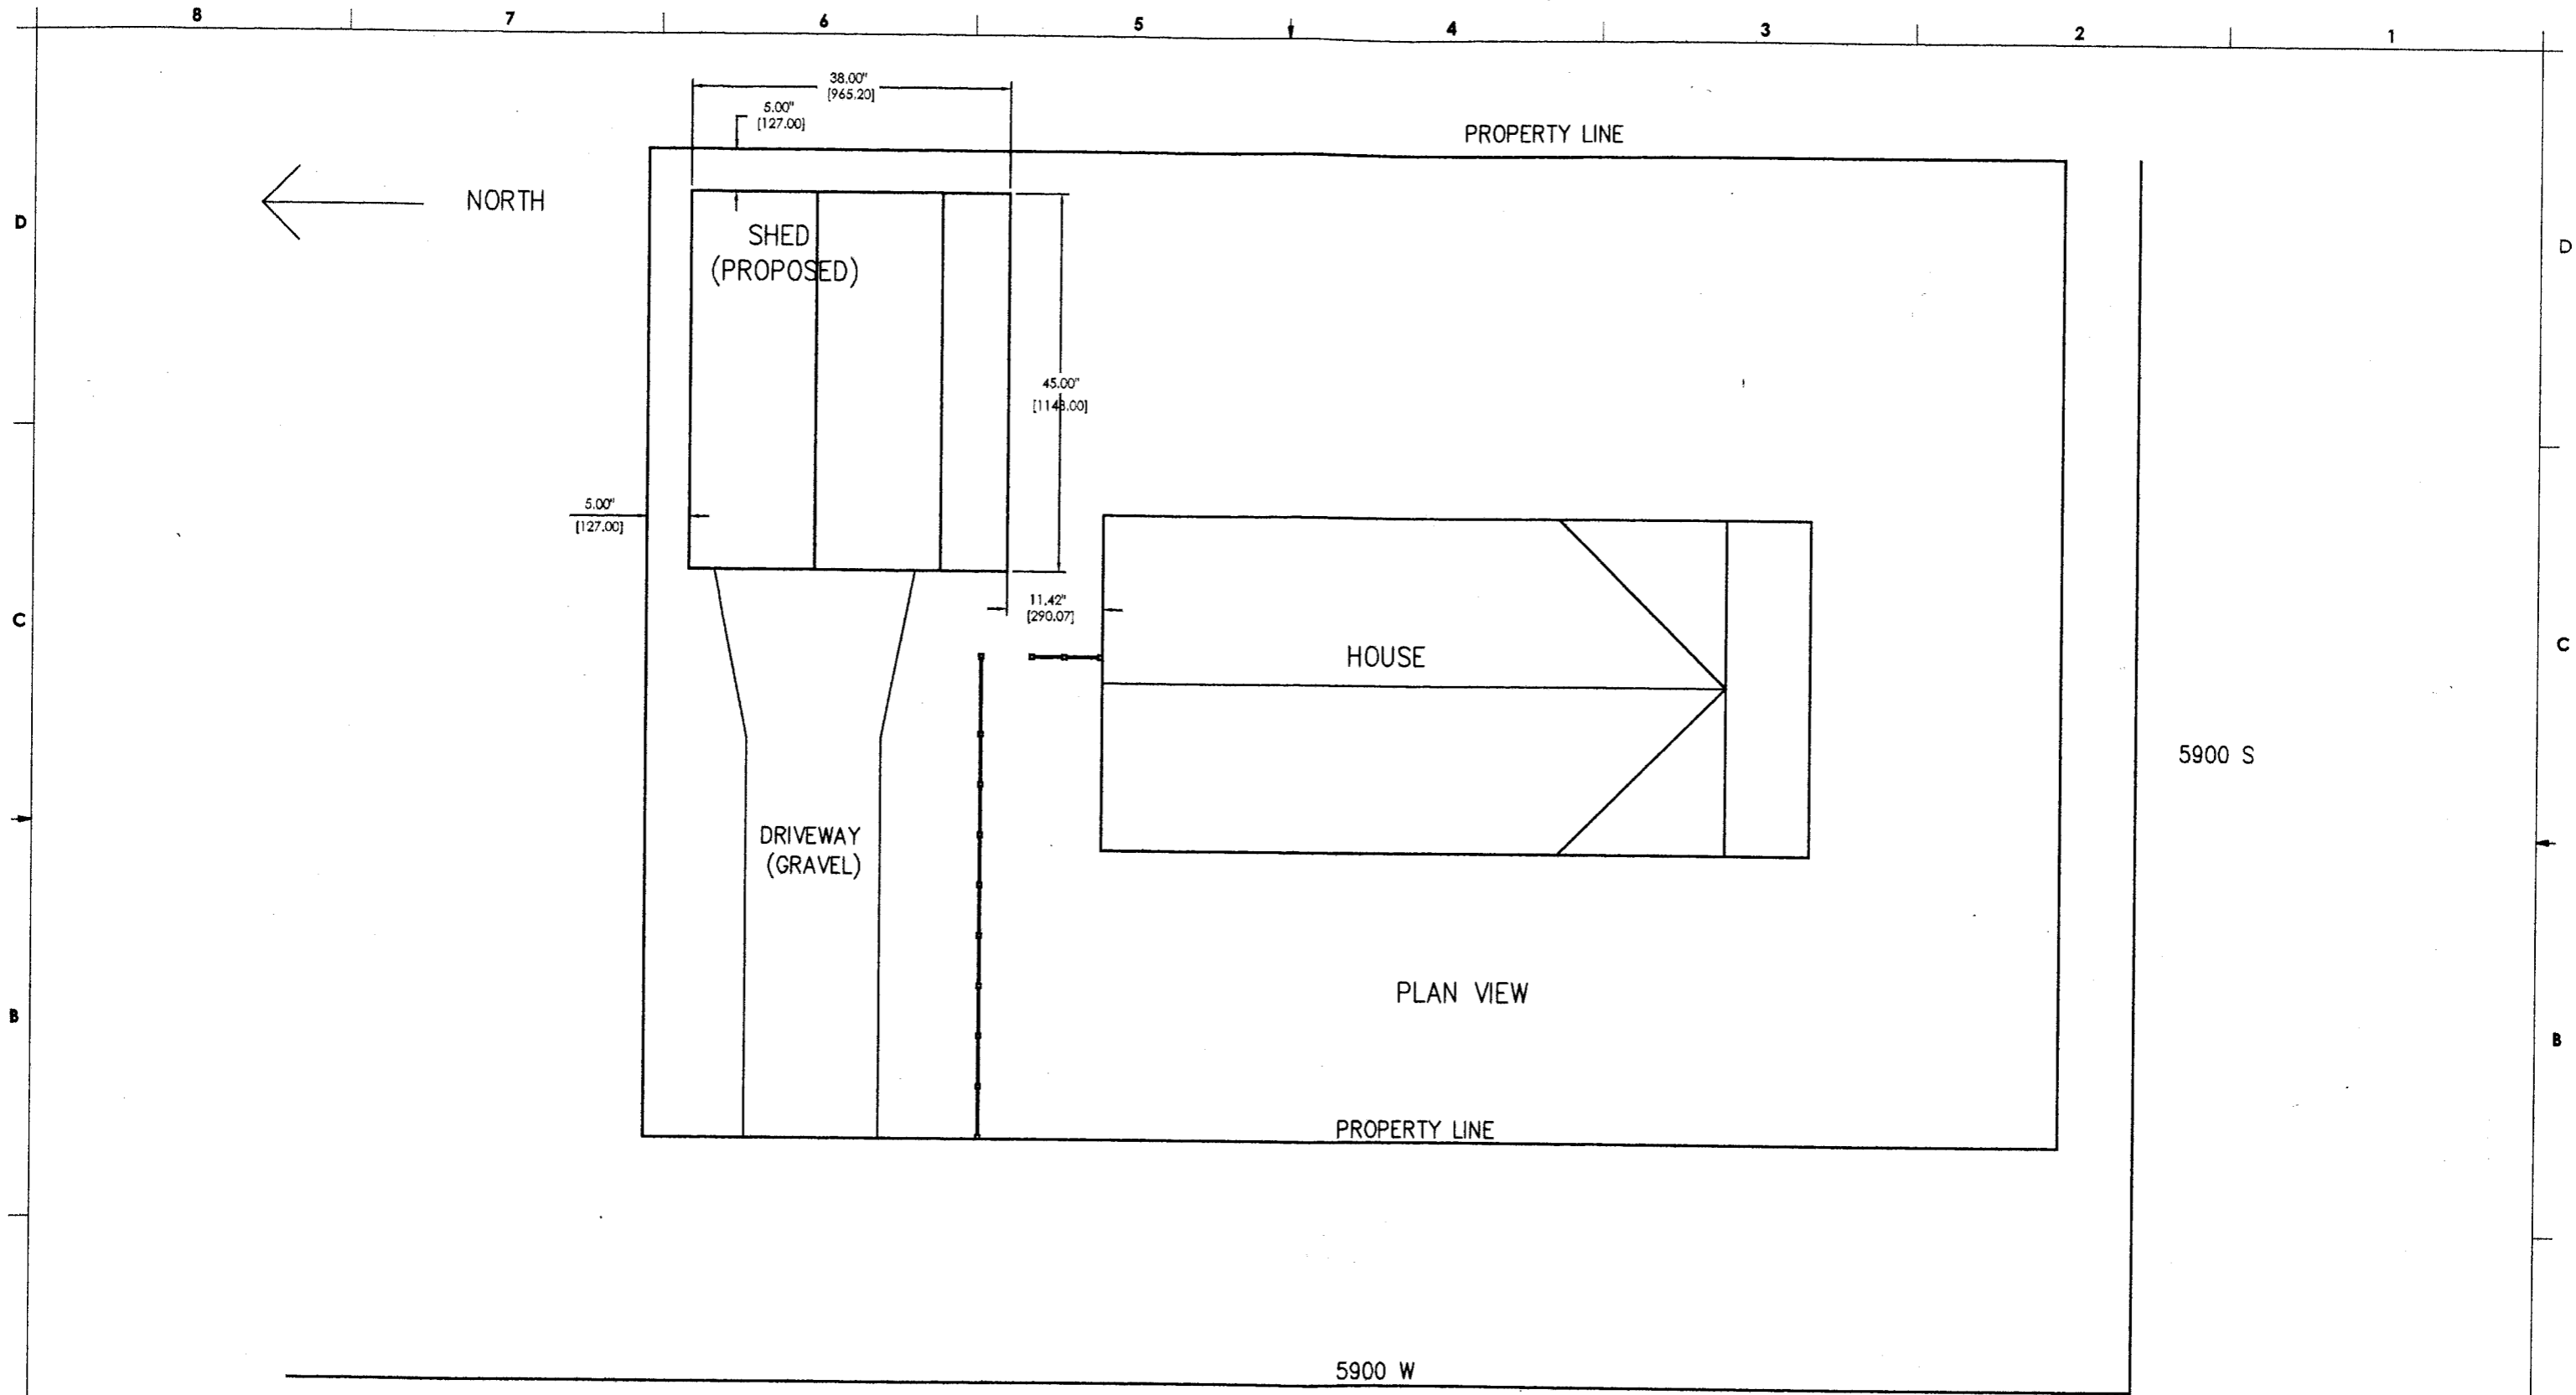 8 7 6 5 4 3 2 1
38.00"
[965.20]
5.00"
[127.00]
PROPERTY LINE
NORTH
D
D
SHED
(PROPOSED)
45.00"
[1143.00]
5.00"
[127.00]
11.42"
[290.07]
C
C
HOUSE
5900 S
DRIVEWAY
(GRAVEL)
PLAN VIEW
B
B
PROPERTY LINE
5900 W